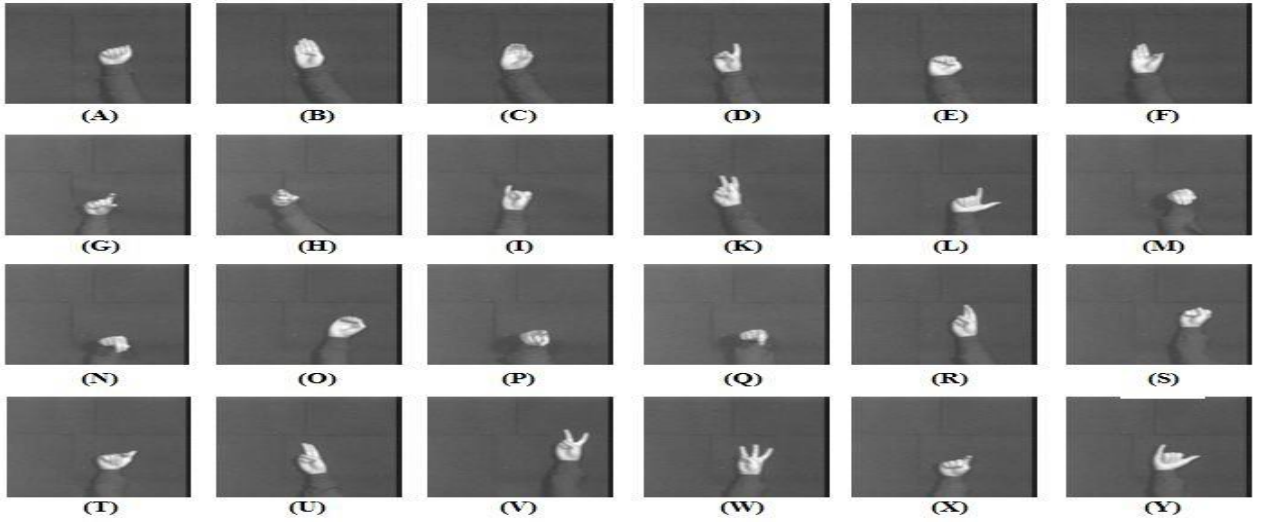 (A) (B) (C) (D) (E) (F)
(G) (H) (I) (K) (L) (M)
(N) (O) (P) (Q) (R) (S)
(T) (U) (V) (W) (X) (Y)